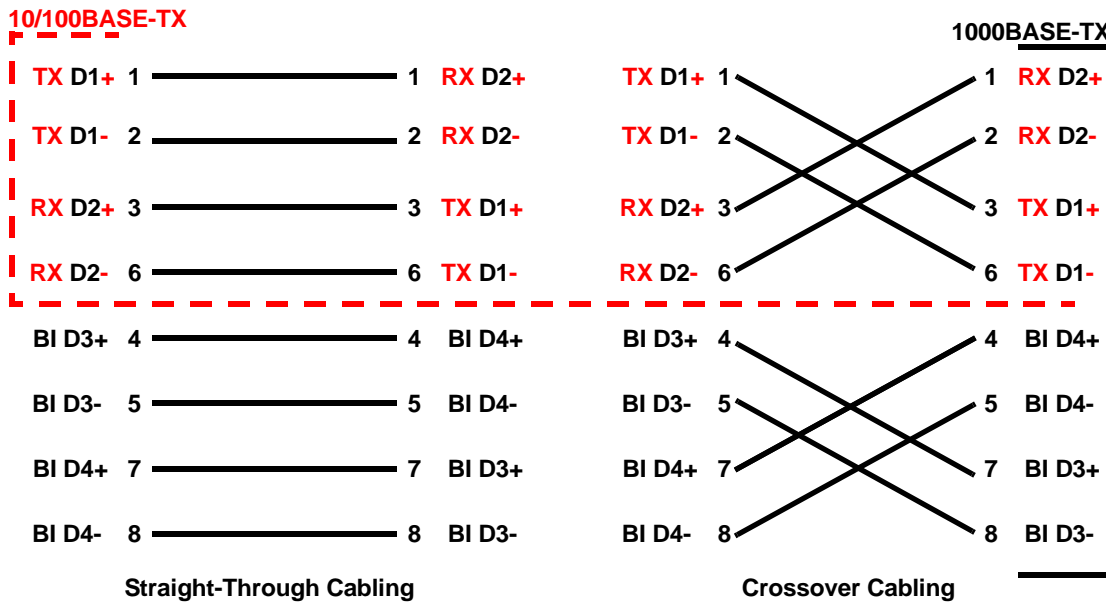 10/100BASE-TX
1000BASE-TX
TX D1+ 1 1 RX D2+ TX D1+ 1 1 RX D2+
TX D1- 2 2 RX D2- TX D1- 2 2 RX D2-
RX D2+ 3 3 TX D1+ RX D2+ 3 3 TX D1+
RX D2- 6 6 TX D1- RX D2- 6 6 TX D1-
BI D3+ 4 4 BI D4+ BI D3+ 4 4 BI D4+
BI D3- 5 5 BI D4- BI D3- 5 5 BI D4-
BI D4+ 7 7 BI D3+ BI D4+ 7 7 BI D3+
BI D4- 8 8 BI D3- BI D4- 8 8 BI D3-
Straight-Through Cabling Crossover Cabling